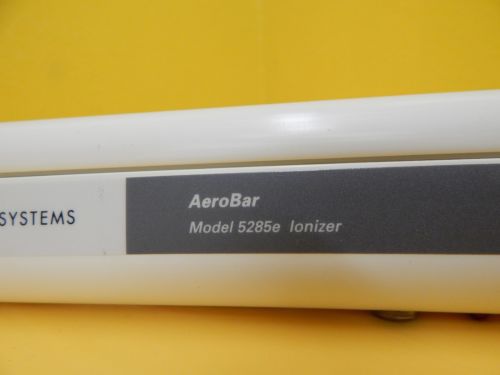 SYSTEMS
AeroBar
Model 5285e Ionizer